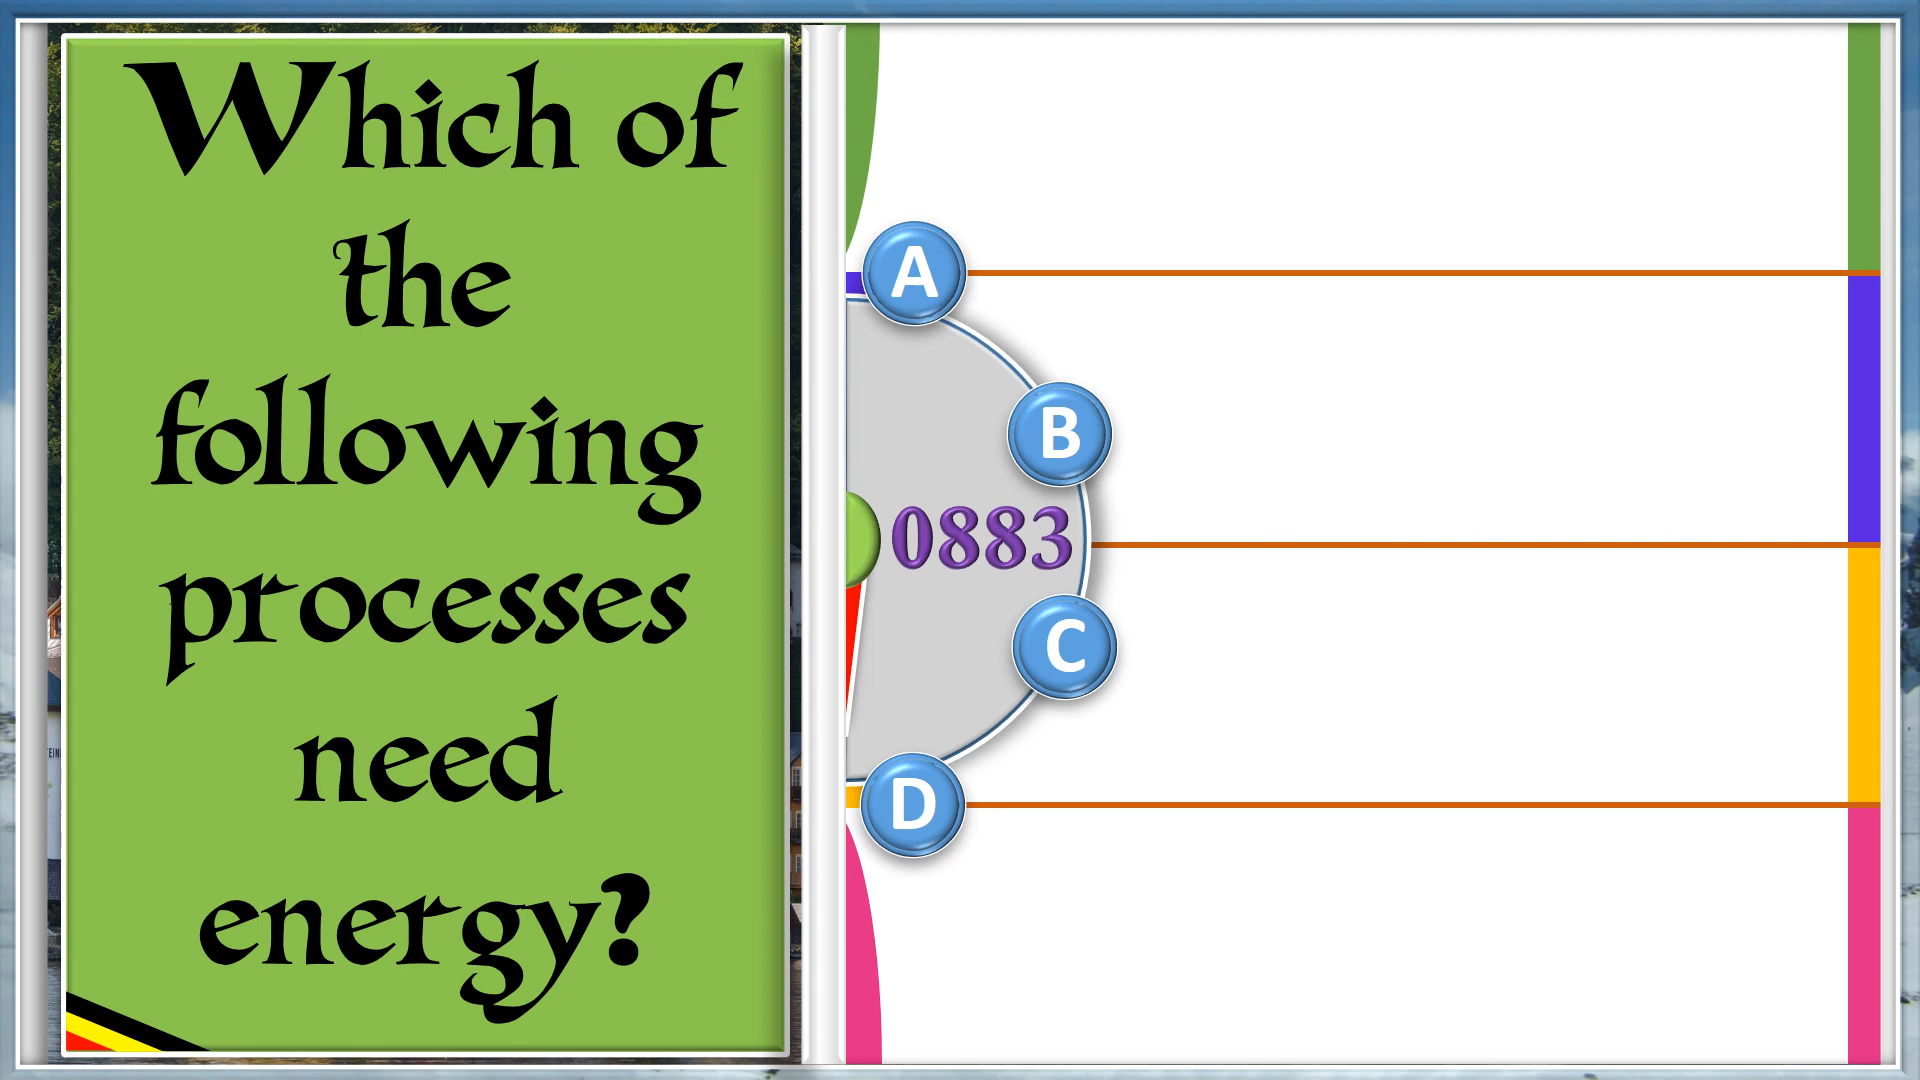 Which of
the
following
processes
need
energy?
A
B
0883
C
D